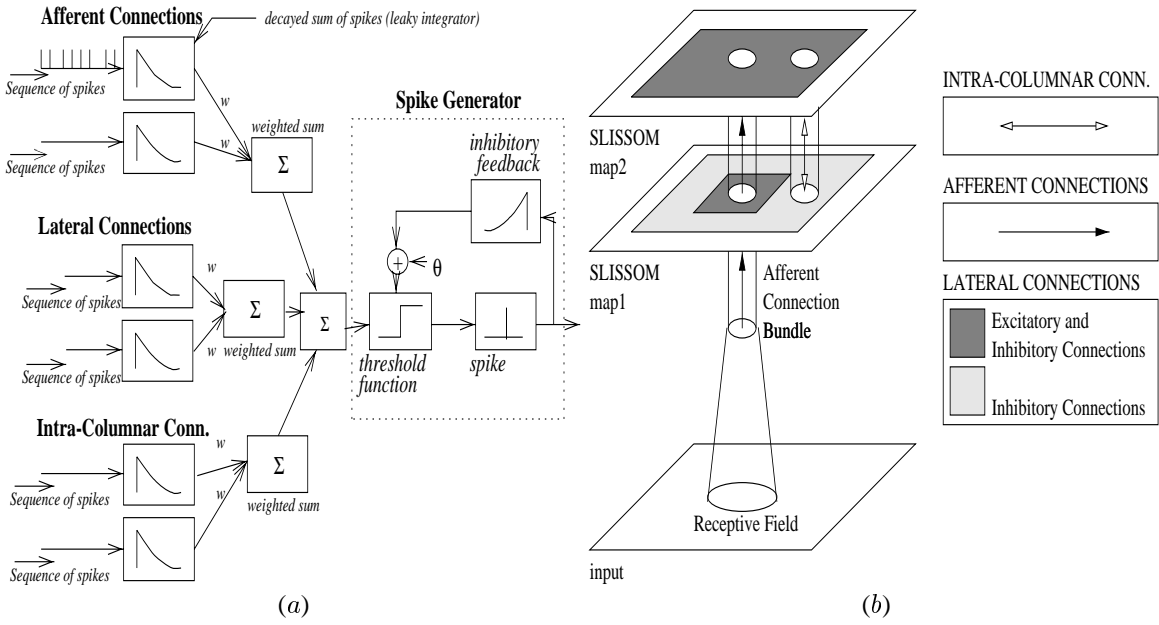 Afferent Connections
decayed sum of spikes (leaky integrator)
Sequence of spikes
w
w
weighted sum
Σ
Sequence of spikes
Lateral Connections
Sequence of spikes
w
Σ
w
weighted sum
Sequence of spikes
Σ
Intra-Columnar Conn.
w
Sequence of spikes
w
Σ
weighted sum
Sequence of spikes
Spike Generator
inhibitory
feedback
+
θ
threshold
function
spike
(a)
SLISSOM
map2
SLISSOM
map1
Afferent
Connection
Bundle
Receptive Field
input
INTRA-COLUMNAR CONN.
AFFERENT CONNECTIONS
LATERAL CONNECTIONS
Excitatory and
Inhibitory Connections
Inhibitory Connections
(b)